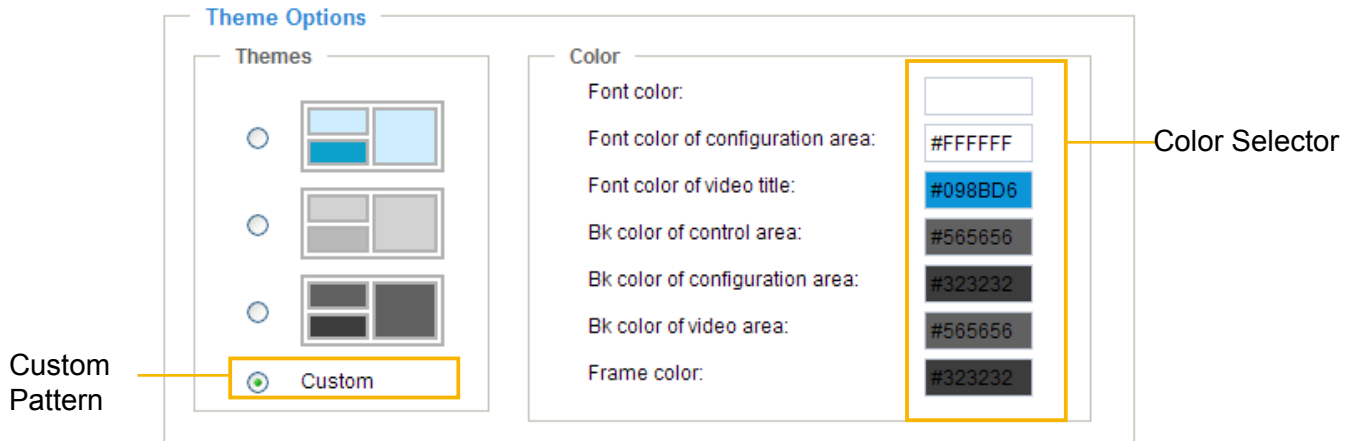 Theme Options
Themes
Custom
Custom
Pattern
Color
Font color:
Font color of configuration area: #FFFFFF
Font color of video title: #098BD6
Bk color of control area: #565656
Bk color of configuration area: #323232
Bk color of video area: #565656
Frame color: #323232
Color Selector